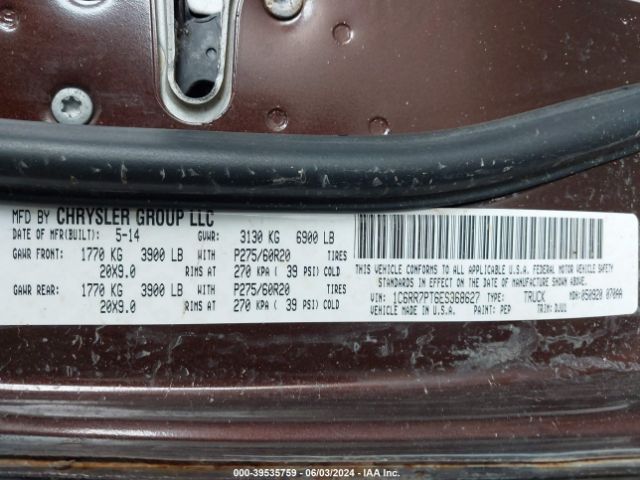 MFD BY CHRYSLER GROUP LLC
DATE OF MFR(BUILT): 5-14 GVWR: 3130 KG 6900 LB
GAWR FRONT: 1770 KG 3900 LB WITH P275/60R20 TIRES
20X9.0 RIMS AT 270 KPA ( 39 PSI) COLD
GAWR REAR: 1770 KG 3900 LB WITH P275/60R20 TIRES
20X9.0 RIMS AT 270 KPA ( 39 PSI) COLD
THIS VEHICLE CONFORMS TO ALL APPLICABLE U.S.A. FEDERAL MOTOR VEHICLE SAFETY
STANDARDS IN EFFECT ON THE DATE OF MANUFACTURE SHOWN ABOVE.
VIN: 1C6RR7PT6ES368627 TYPE: TRUCK MDH:050920 070AA
VEHICLE MADE IN U.S.A. PAINT: PEP TRIM:
000-39535759 - 06/03/2024 - IAA Inc.